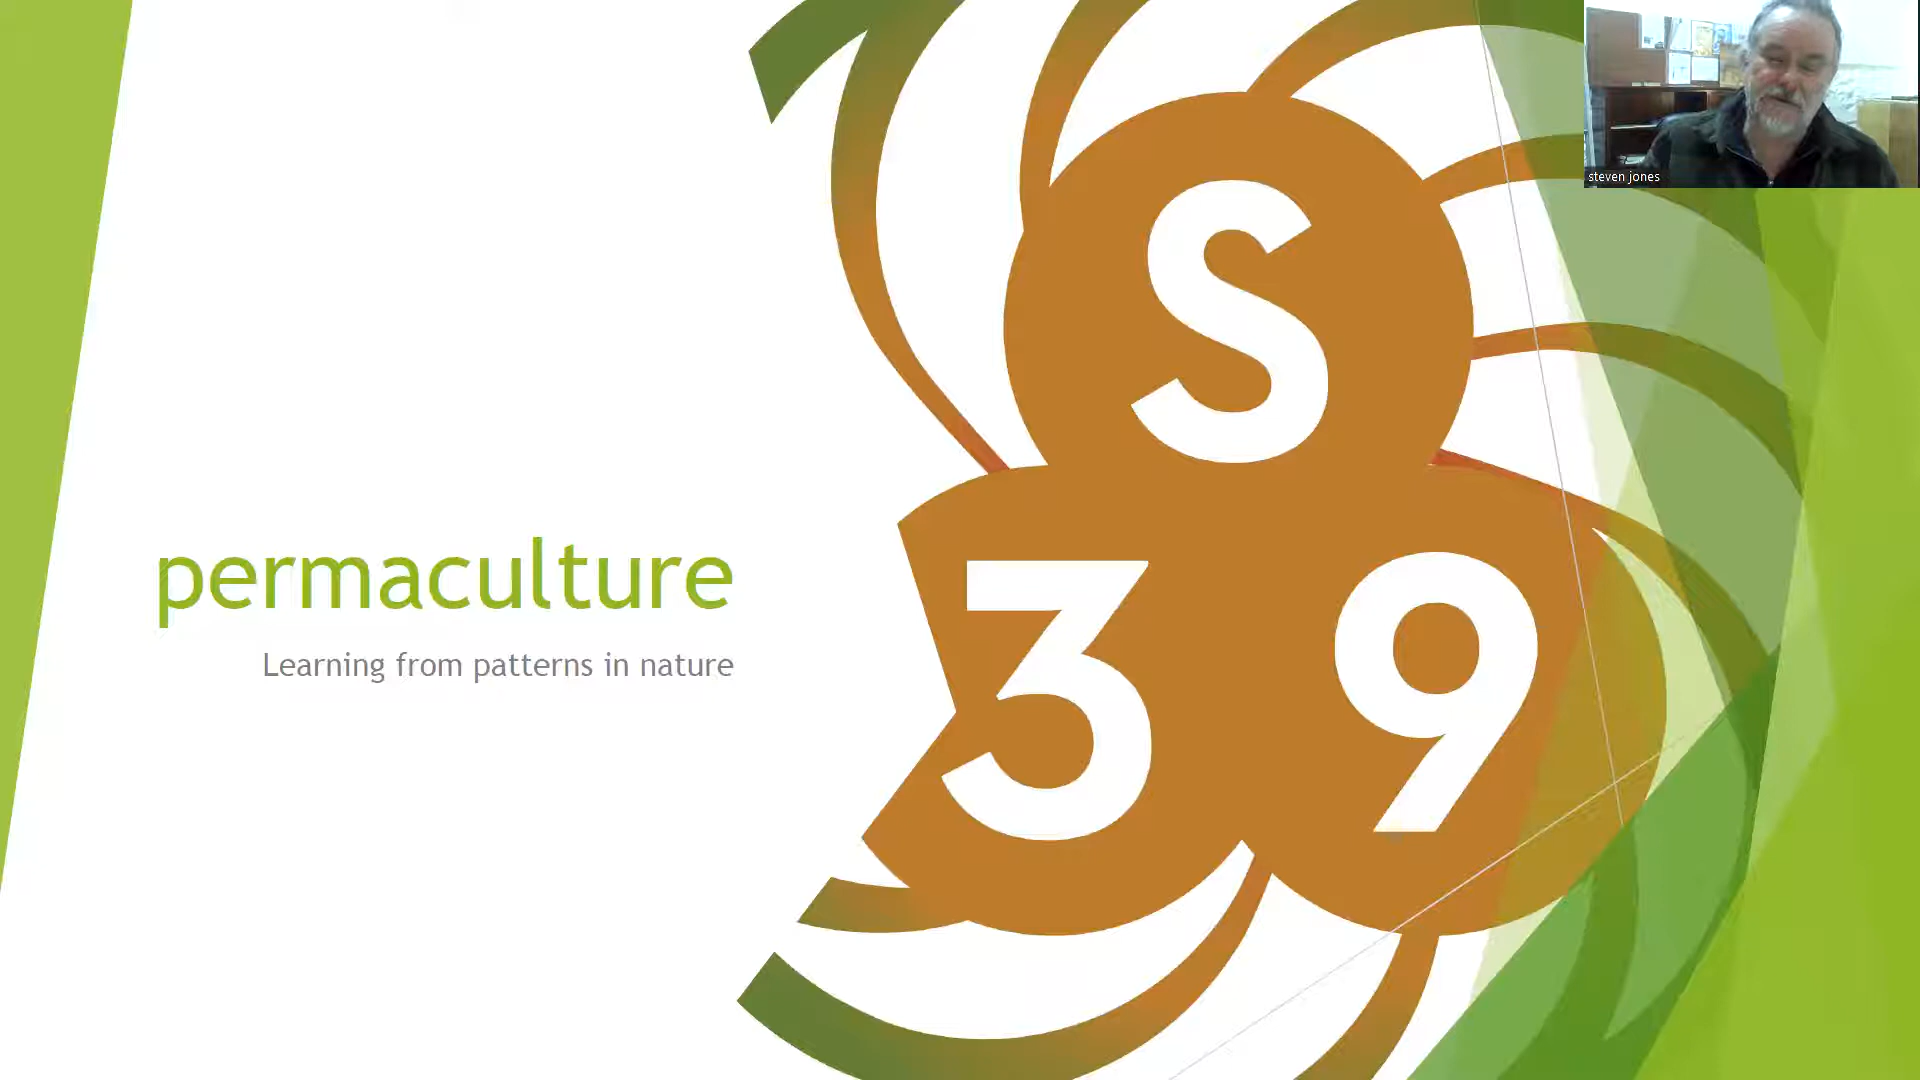 permaculture
Learning from patterns in nature
S
3 9
steven jones